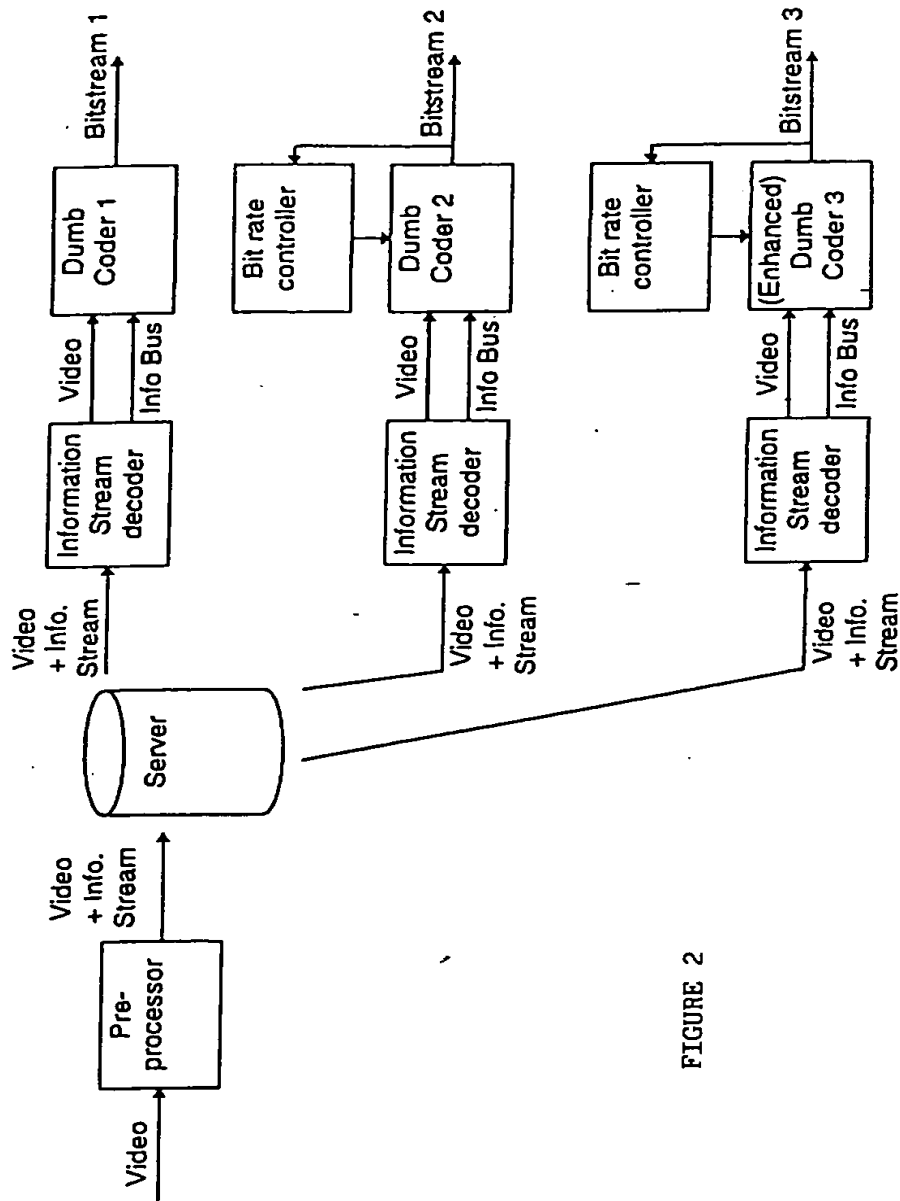 Video
Pre-
processor
Video
+ Info.
Stream
Server
Video
+ Info.
Stream
Information
Stream
decoder
Video
Info Bus
Dumb
Coder 1
Bitstream 1
Video
+ Info.
Stream
Information
Stream
decoder
Video
Info Bus
Bit rate
controller
Dumb
Coder 2
Bitstream 2
Video
+ Info.
Stream
Information
Stream
decoder
Video
Info Bus
Bit rate
controller
(Enhanced)
Dumb
Coder 3
Bitstream 3
FIGURE 2